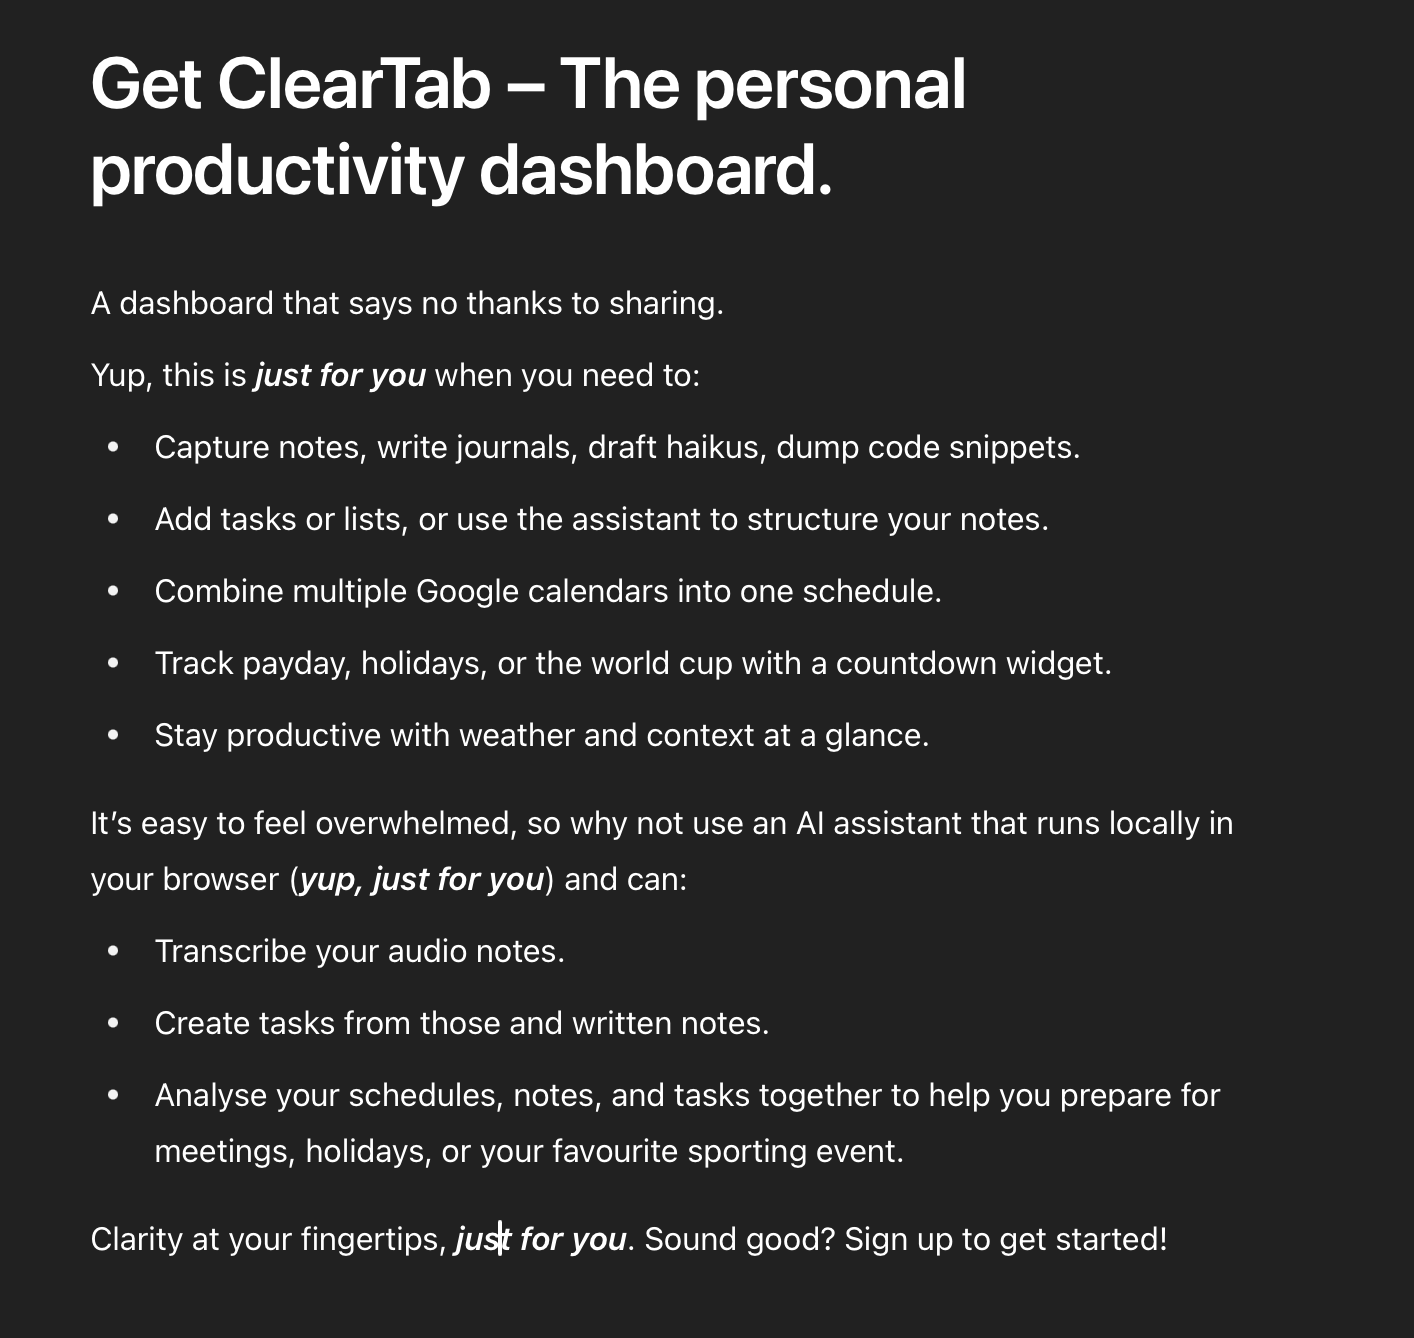 Get ClearTab – The personal
productivity dashboard.
A dashboard that says no thanks to sharing.
Yup, this is just for you when you need to:
• Capture notes, write journals, draft haikus, dump code snippets.
• Add tasks or lists, or use the assistant to structure your notes.
• Combine multiple Google calendars into one schedule.
• Track payday, holidays, or the world cup with a countdown widget.
• Stay productive with weather and context at a glance.
It’s easy to feel overwhelmed, so why not use an AI assistant that runs locally in
your browser (yup, just for you) and can:
• Transcribe your audio notes.
• Create tasks from those and written notes.
• Analyse your schedules, notes, and tasks together to help you prepare for
meetings, holidays, or your favourite sporting event.
Clarity at your fingertips, just for you. Sound good? Sign up to get started!